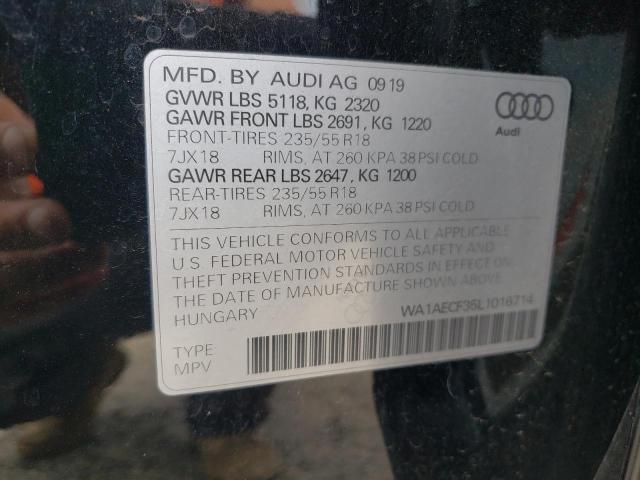 MFD. BY AUDI AG 09 19
GVWR LBS 5118, KG 2320
GAWR FRONT LBS 2691, KG 1220
FRONT-TIRES 235/55 R18
7JX18 RIMS, AT 260 KPA 38 PSI COLD
GAWR REAR LBS 2647, KG 1200
REAR-TIRES 235/55 R18
7JX18 RIMS, AT 260 KPA 38 PSI COLD
Audi
THIS VEHICLE CONFORMS TO ALL APPLICABLE
U.S. FEDERAL MOTOR VEHICLE SAFETY AND
THEFT PREVENTION STANDARDS IN EFFECT ON
THE DATE OF MANUFACTURE SHOWN ABOVE.
HUNGARY
WA1AECF36L1018714
TYPE
MPV